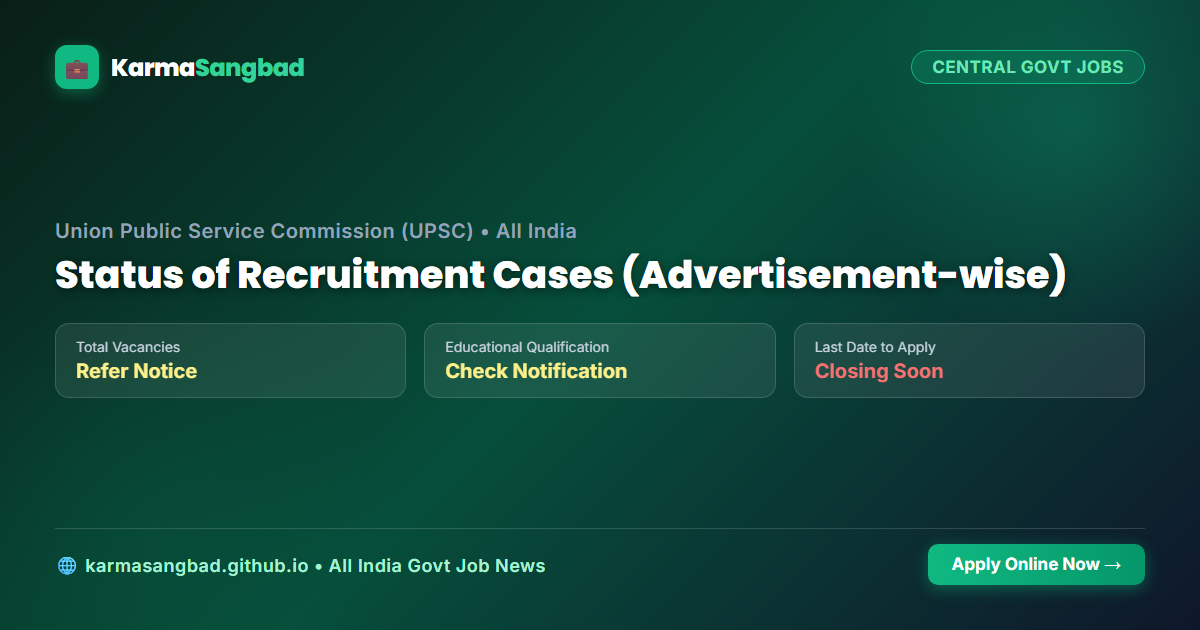 KarmaSangbad
CENTRAL GOVT JOBS
Union Public Service Commission (UPSC) • All India
Status of Recruitment Cases (Advertisement-wise)
Total Vacancies
Refer Notice
Educational Qualification
Check Notification
Last Date to Apply
Closing Soon
karmasangbad.github.io • All India Govt Job News
Apply Online Now →